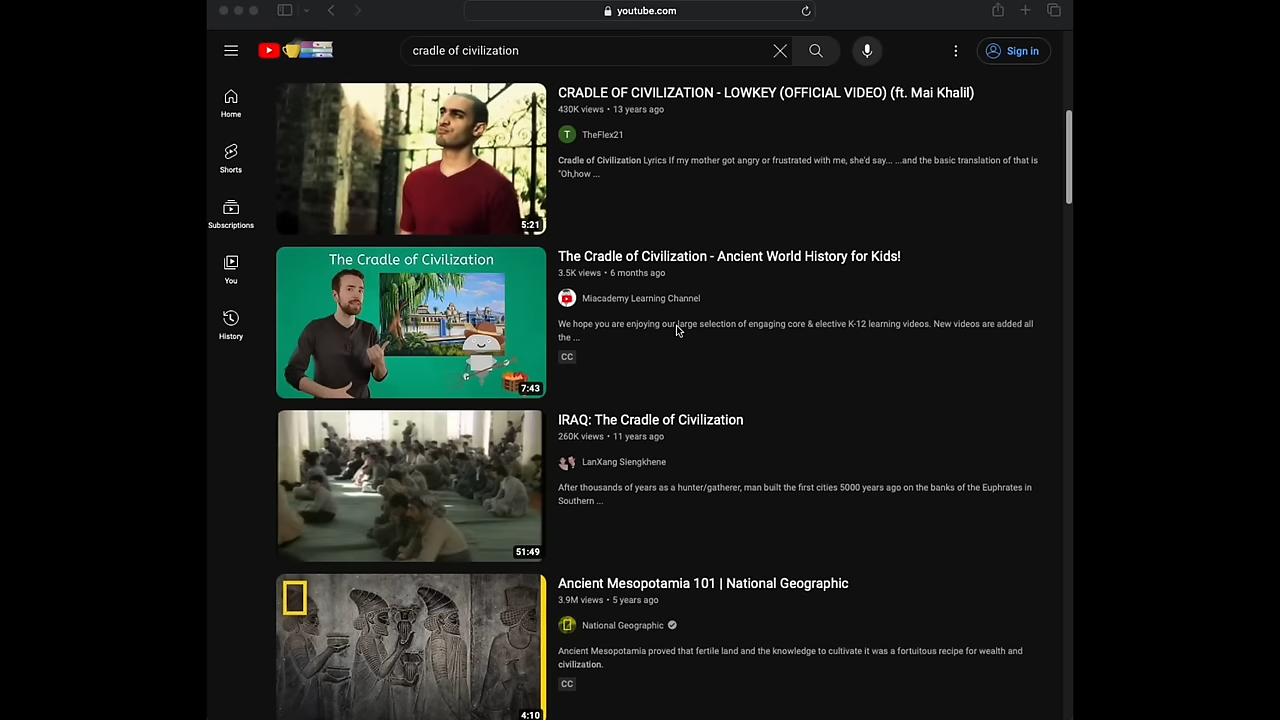 youtube.com
cradle of civilization
Sign in
Home
Shorts
Subscriptions
You
History
CRADLE OF CIVILIZATION - LOWKEY (OFFICIAL VIDEO) (ft. Mai Khalil)
430K views • 13 years ago
T TheFlex21
Cradle of Civilization Lyrics If my mother got angry or frustrated with me, she'd say... ...and the basic translation of that is
"Oh,how ...
5:21
The Cradle of Civilization
7:43
The Cradle of Civilization - Ancient World History for Kids!
3.5K views • 6 months ago
Miacademy Learning Channel
We hope you are enjoying our large selection of engaging core & elective K-12 learning videos. New videos are added all
the ...
CC
51:49
IRAQ: The Cradle of Civilization
260K views • 11 years ago
LanXang Siengkhene
After thousands of years as a hunter/gatherer, man built the first cities 5000 years ago on the banks of the Euphrates in
Southern ...
4:10
Ancient Mesopotamia 101 | National Geographic
3.9M views • 5 years ago
National Geographic
Ancient Mesopotamia proved that fertile land and the knowledge to cultivate it was a fortuitous recipe for wealth and
civilization.
CC